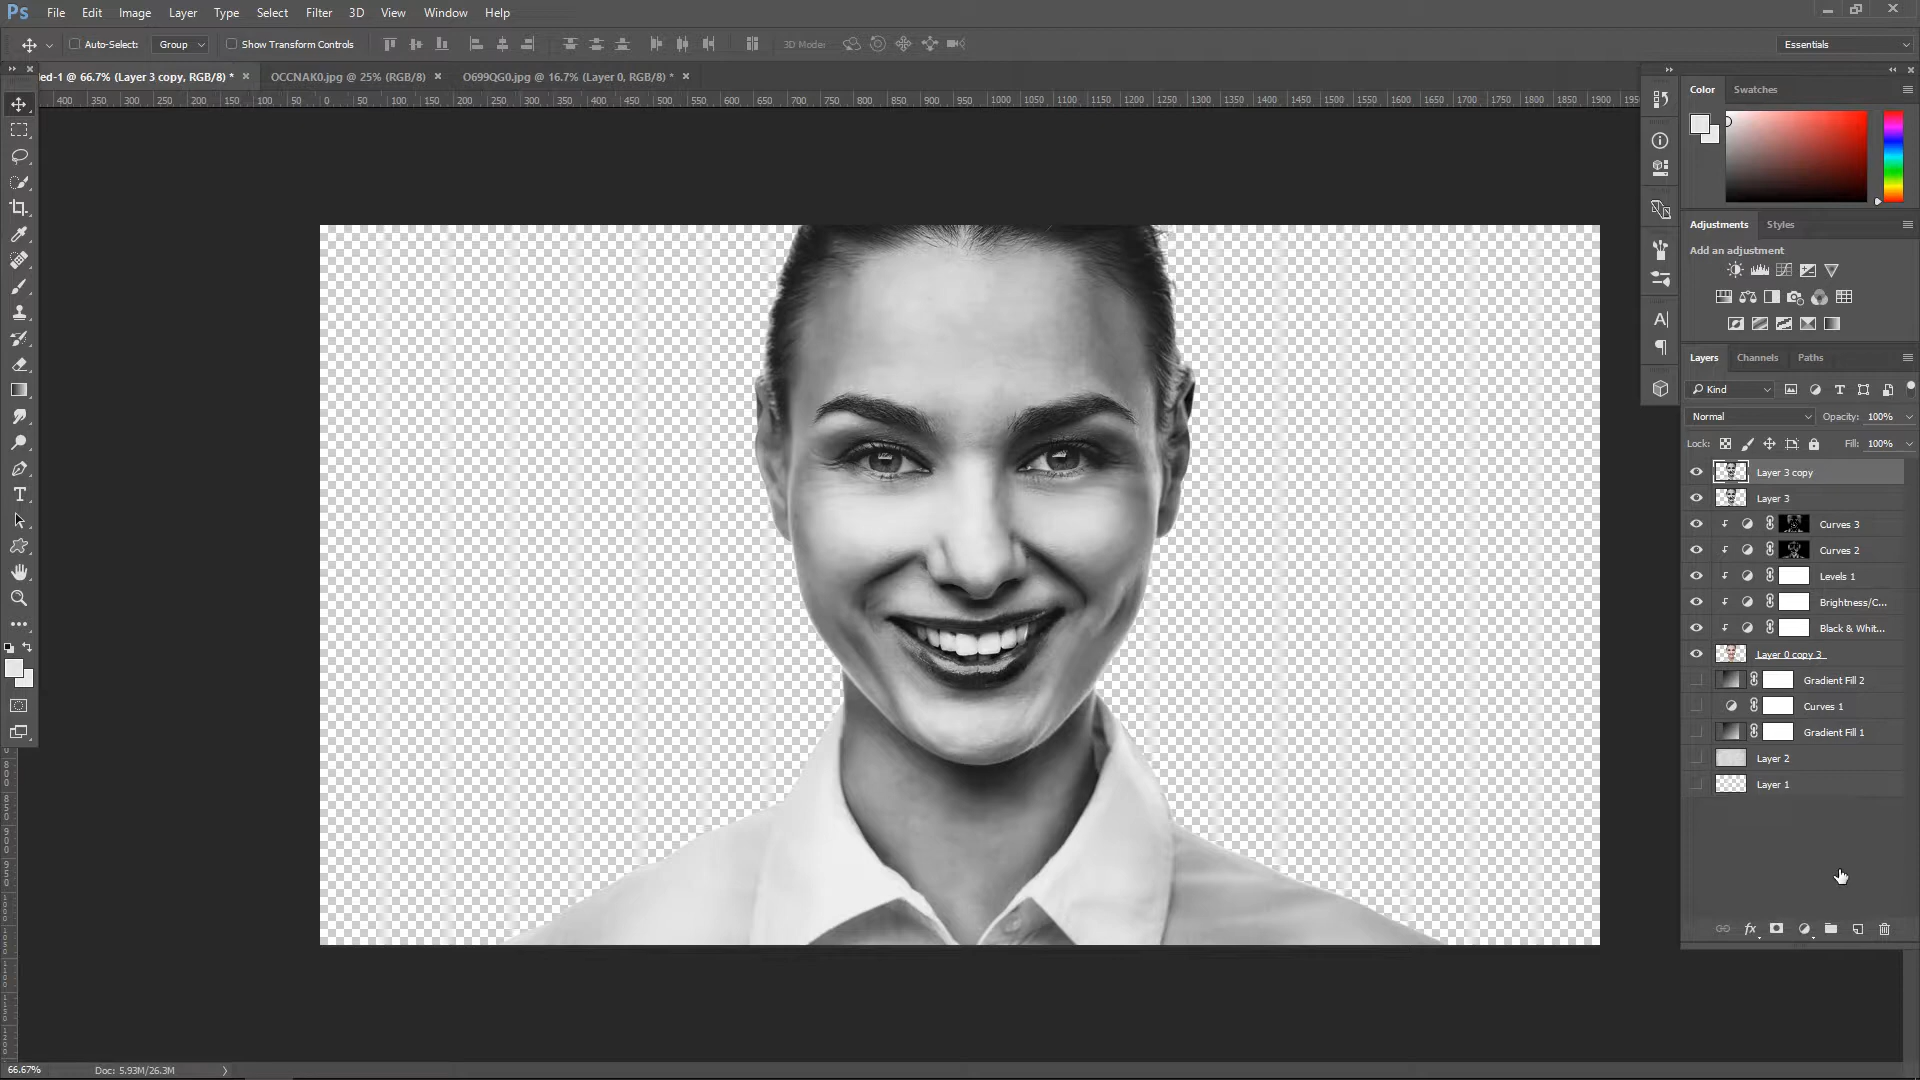 Ps File Edit Image Layer Type Select Filter 3D View Window Help
Auto-Select: Group Show Transform Controls 3D Mode: Essentials
ed-1 @ 66.7% (Layer 3 copy, RGB/8) * OCCNAK0.jpg @ 25% (RGB/8) O699QG0.jpg @ 16.7% (Layer 0, RGB/8) *
400 350 300 250 200 150 100 50 0 50 100 150 200 250 300 350 400 450 500 550 600 650 700 750 800 850 900 950 1000 1050 1100 1150 1200 1250 1300 1350 1400 1450 1500 1550 1600 1650 1700 1750 1800 1850 1900 195
Color Swatches
Adjustments Styles
Add an adjustment
Layers Channels Paths
Kind
Normal Opacity: 100%
Lock: Fill: 100%
Layer 3 copy
Layer 3
Curves 3
Curves 2
Levels 1
Brightness/C...
Black & Whit...
Layer 0 copy 3
Gradient Fill 2
Curves 1
Gradient Fill 1
Layer 2
Layer 1
fx
66.67% Doc: 5.93M/26.3M